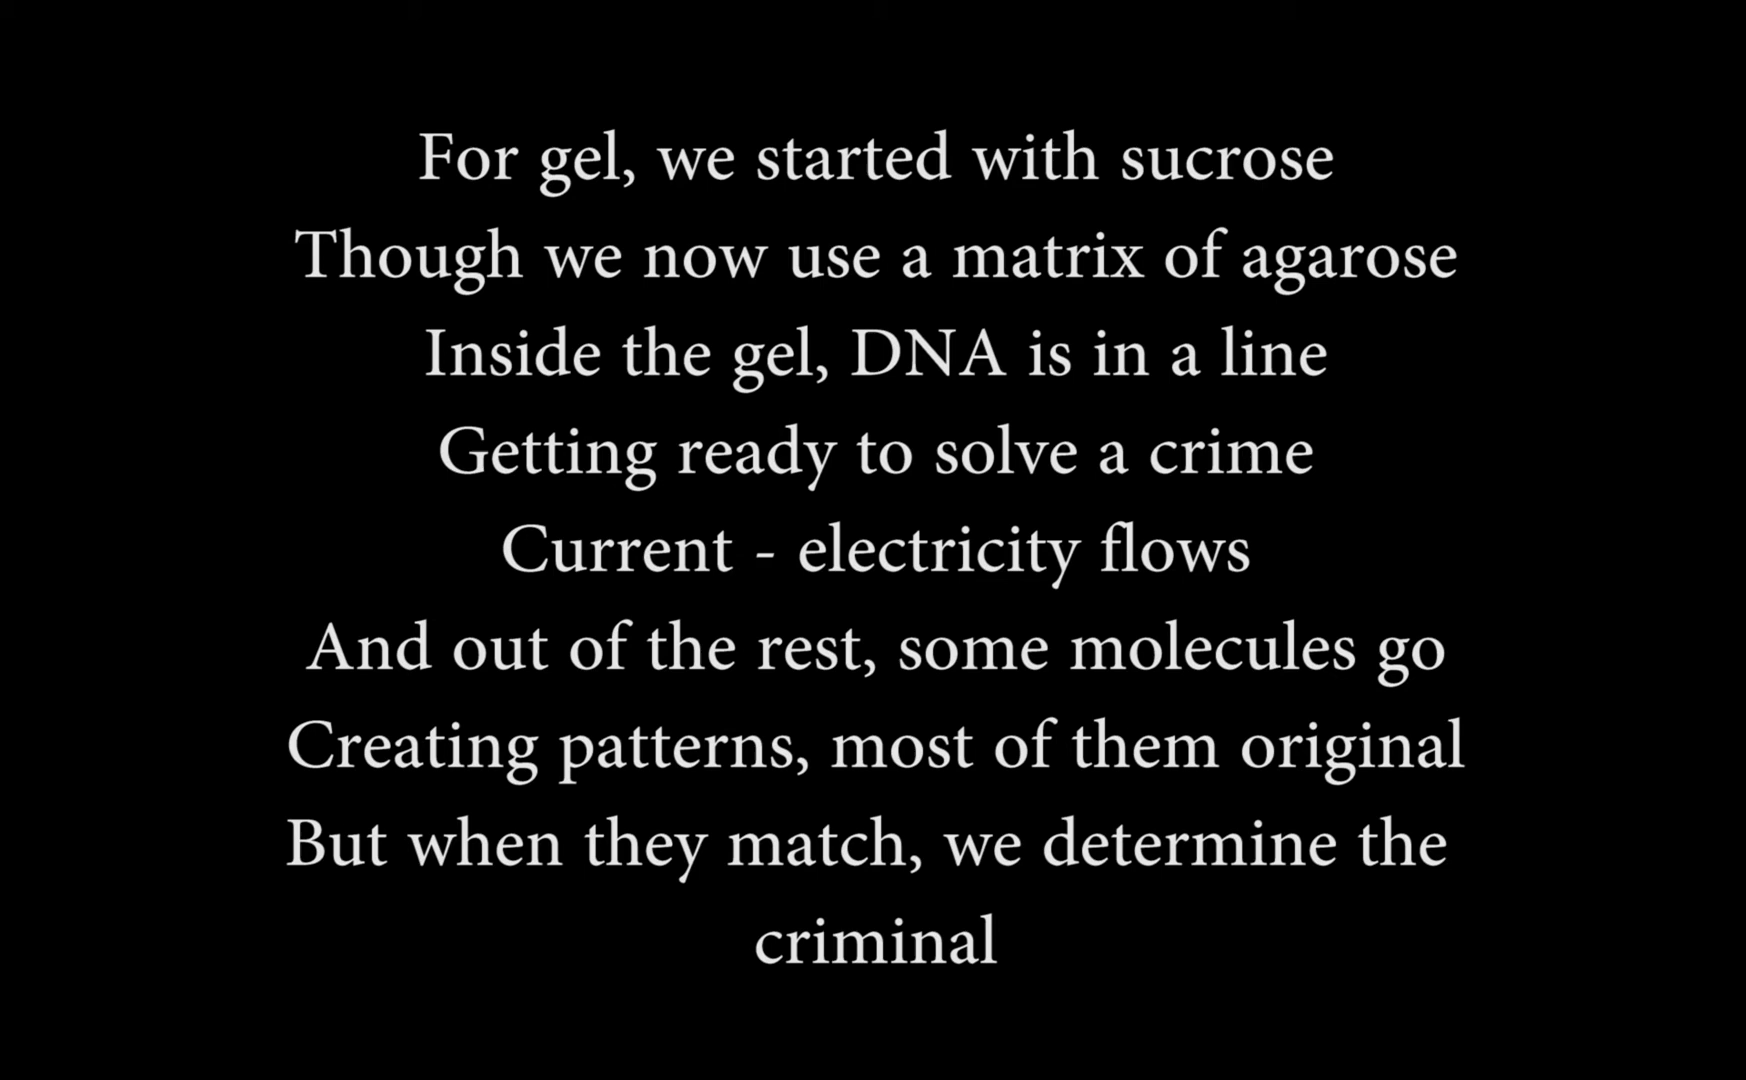 For gel, we started with sucrose
Though we now use a matrix of agarose
Inside the gel, DNA is in a line
Getting ready to solve a crime
Current - electricity flows
And out of the rest, some molecules go
Creating patterns, most of them original
But when they match, we determine the
criminal